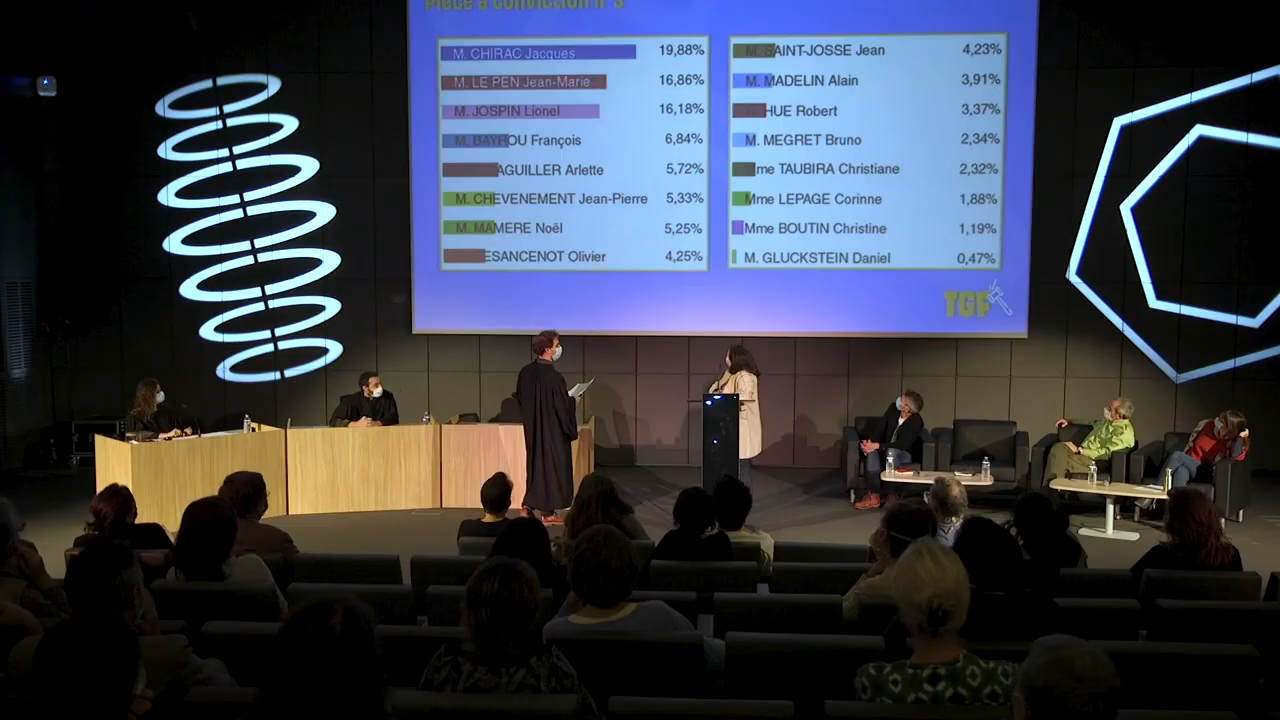 Pièce à conviction n°3
M. CHIRAC Jacques 19,88%
M. LE PEN Jean-Marie 16,86%
M. JOSPIN Lionel 16,18%
M. BAYROU François 6,84%
AGUILLER Arlette 5,72%
M. CHEVENEMENT Jean-Pierre 5,33%
M. MAMERE Noël 5,25%
ESANCENOT Olivier 4,25%
M. SAINT-JOSSE Jean 4,23%
M. MADELIN Alain 3,91%
HUE Robert 3,37%
M. MEGRET Bruno 2,34%
me TAUBIRA Christiane 2,32%
Mme LEPAGE Corinne 1,88%
Mme BOUTIN Christine 1,19%
M. GLUCKSTEIN Daniel 0,47%
TGF